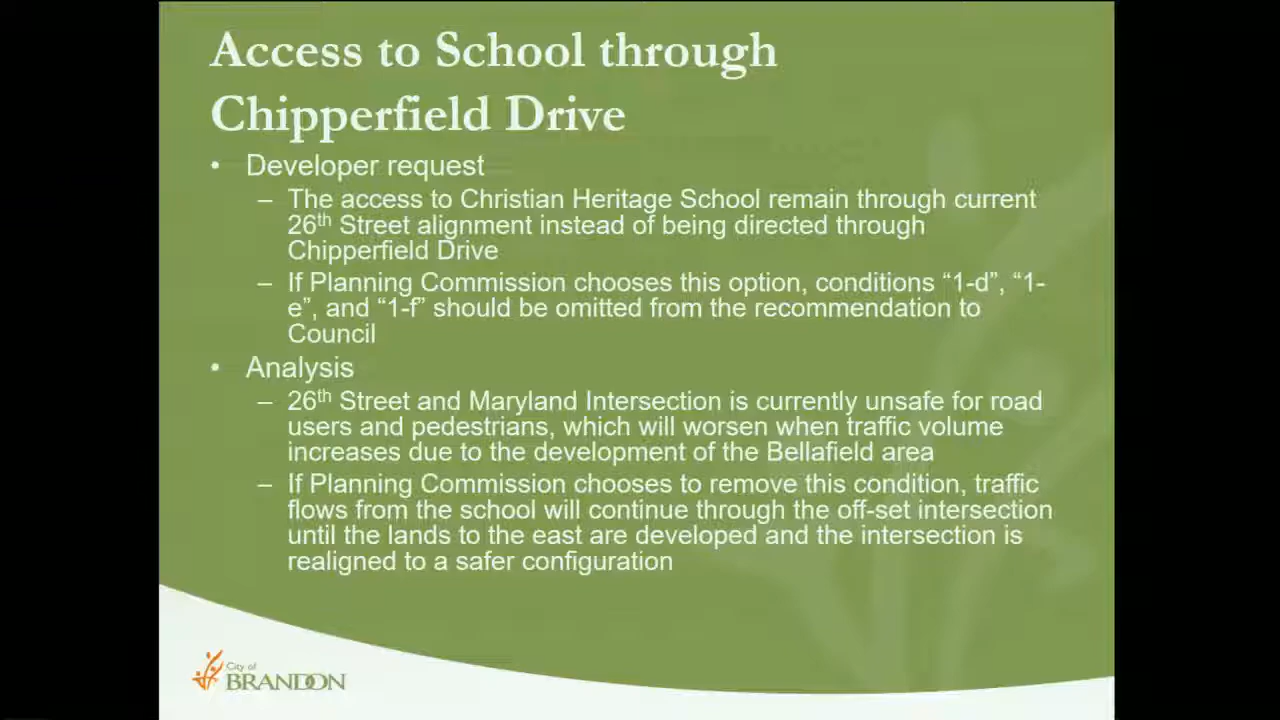 Access to School through
Chipperfield Drive
• Developer request
– The access to Christian Heritage School remain through current
26th Street alignment instead of being directed through
Chipperfield Drive
– If Planning Commission chooses this option, conditions “1-d”, “1-
e”, and “1-f” should be omitted from the recommendation to
Council
• Analysis
– 26th Street and Maryland Intersection is currently unsafe for road
users and pedestrians, which will worsen when traffic volume
increases due to the development of the Bellafield area
– If Planning Commission chooses to remove this condition, traffic
flows from the school will continue through the off-set intersection
until the lands to the east are developed and the intersection is
realigned to a safer configuration
City of
BRANDON